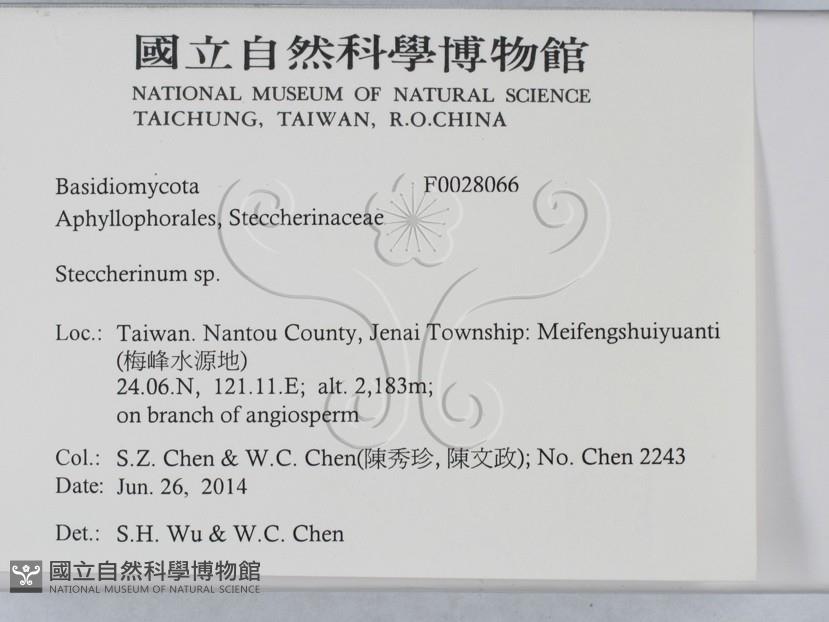 國立自然科學博物館
NATIONAL MUSEUM OF NATURAL SCIENCE
TAICHUNG, TAIWAN, R.O.CHINA
Basidiomycota F0028066
Aphyllophorales, Steccherinaceae
Steccherinum sp.
Loc.: Taiwan. Nantou County, Jenai Township: Meifengshuiyuanti
(梅峰水源地)
24.06.N, 121.11.E; alt. 2,183m;
on branch of angiosperm
Col.: S.Z. Chen & W.C. Chen(陳秀珍, 陳文政); No. Chen 2243
Date: Jun. 26, 2014
Det.: S.H. Wu & W.C. Chen
國立自然科學博物館
NATIONAL MUSEUM OF NATURAL SCIENCE